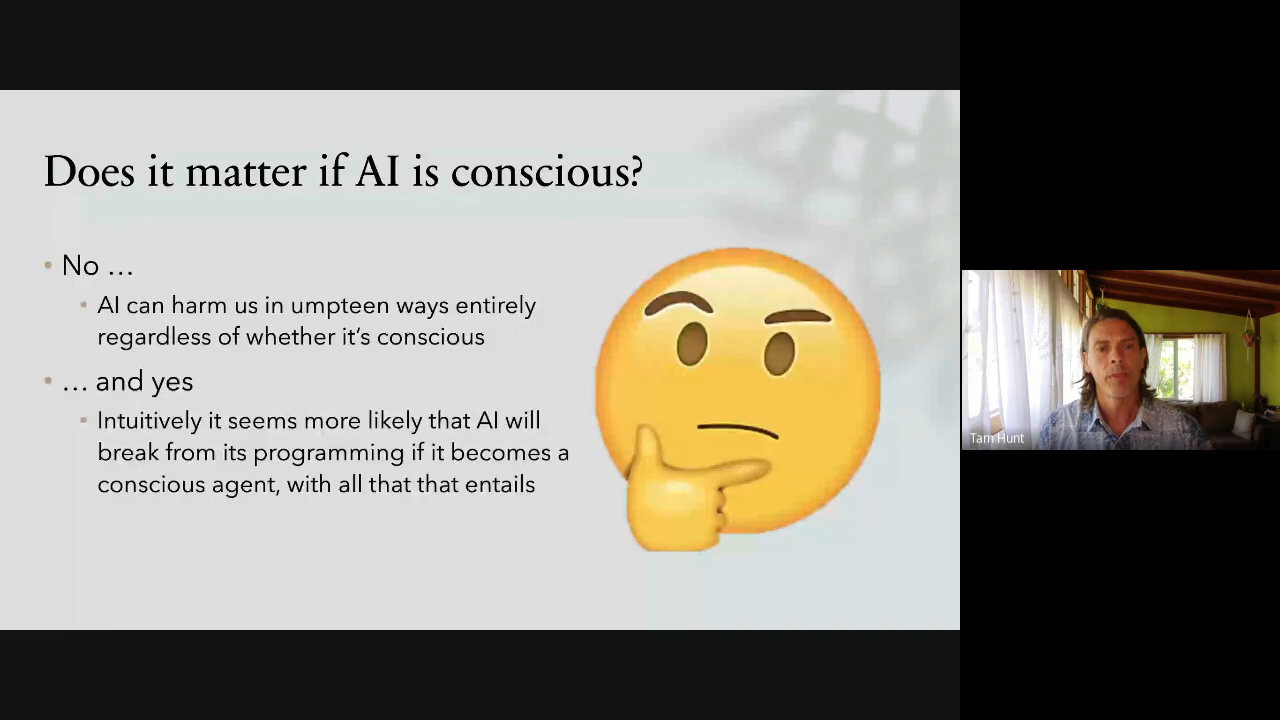 Does it matter if AI is conscious?
• No …
• AI can harm us in umpteen ways entirely
regardless of whether it’s conscious
• … and yes
• Intuitively it seems more likely that AI will
break from its programming if it becomes a
conscious agent, with all that that entails
Tam Hunt